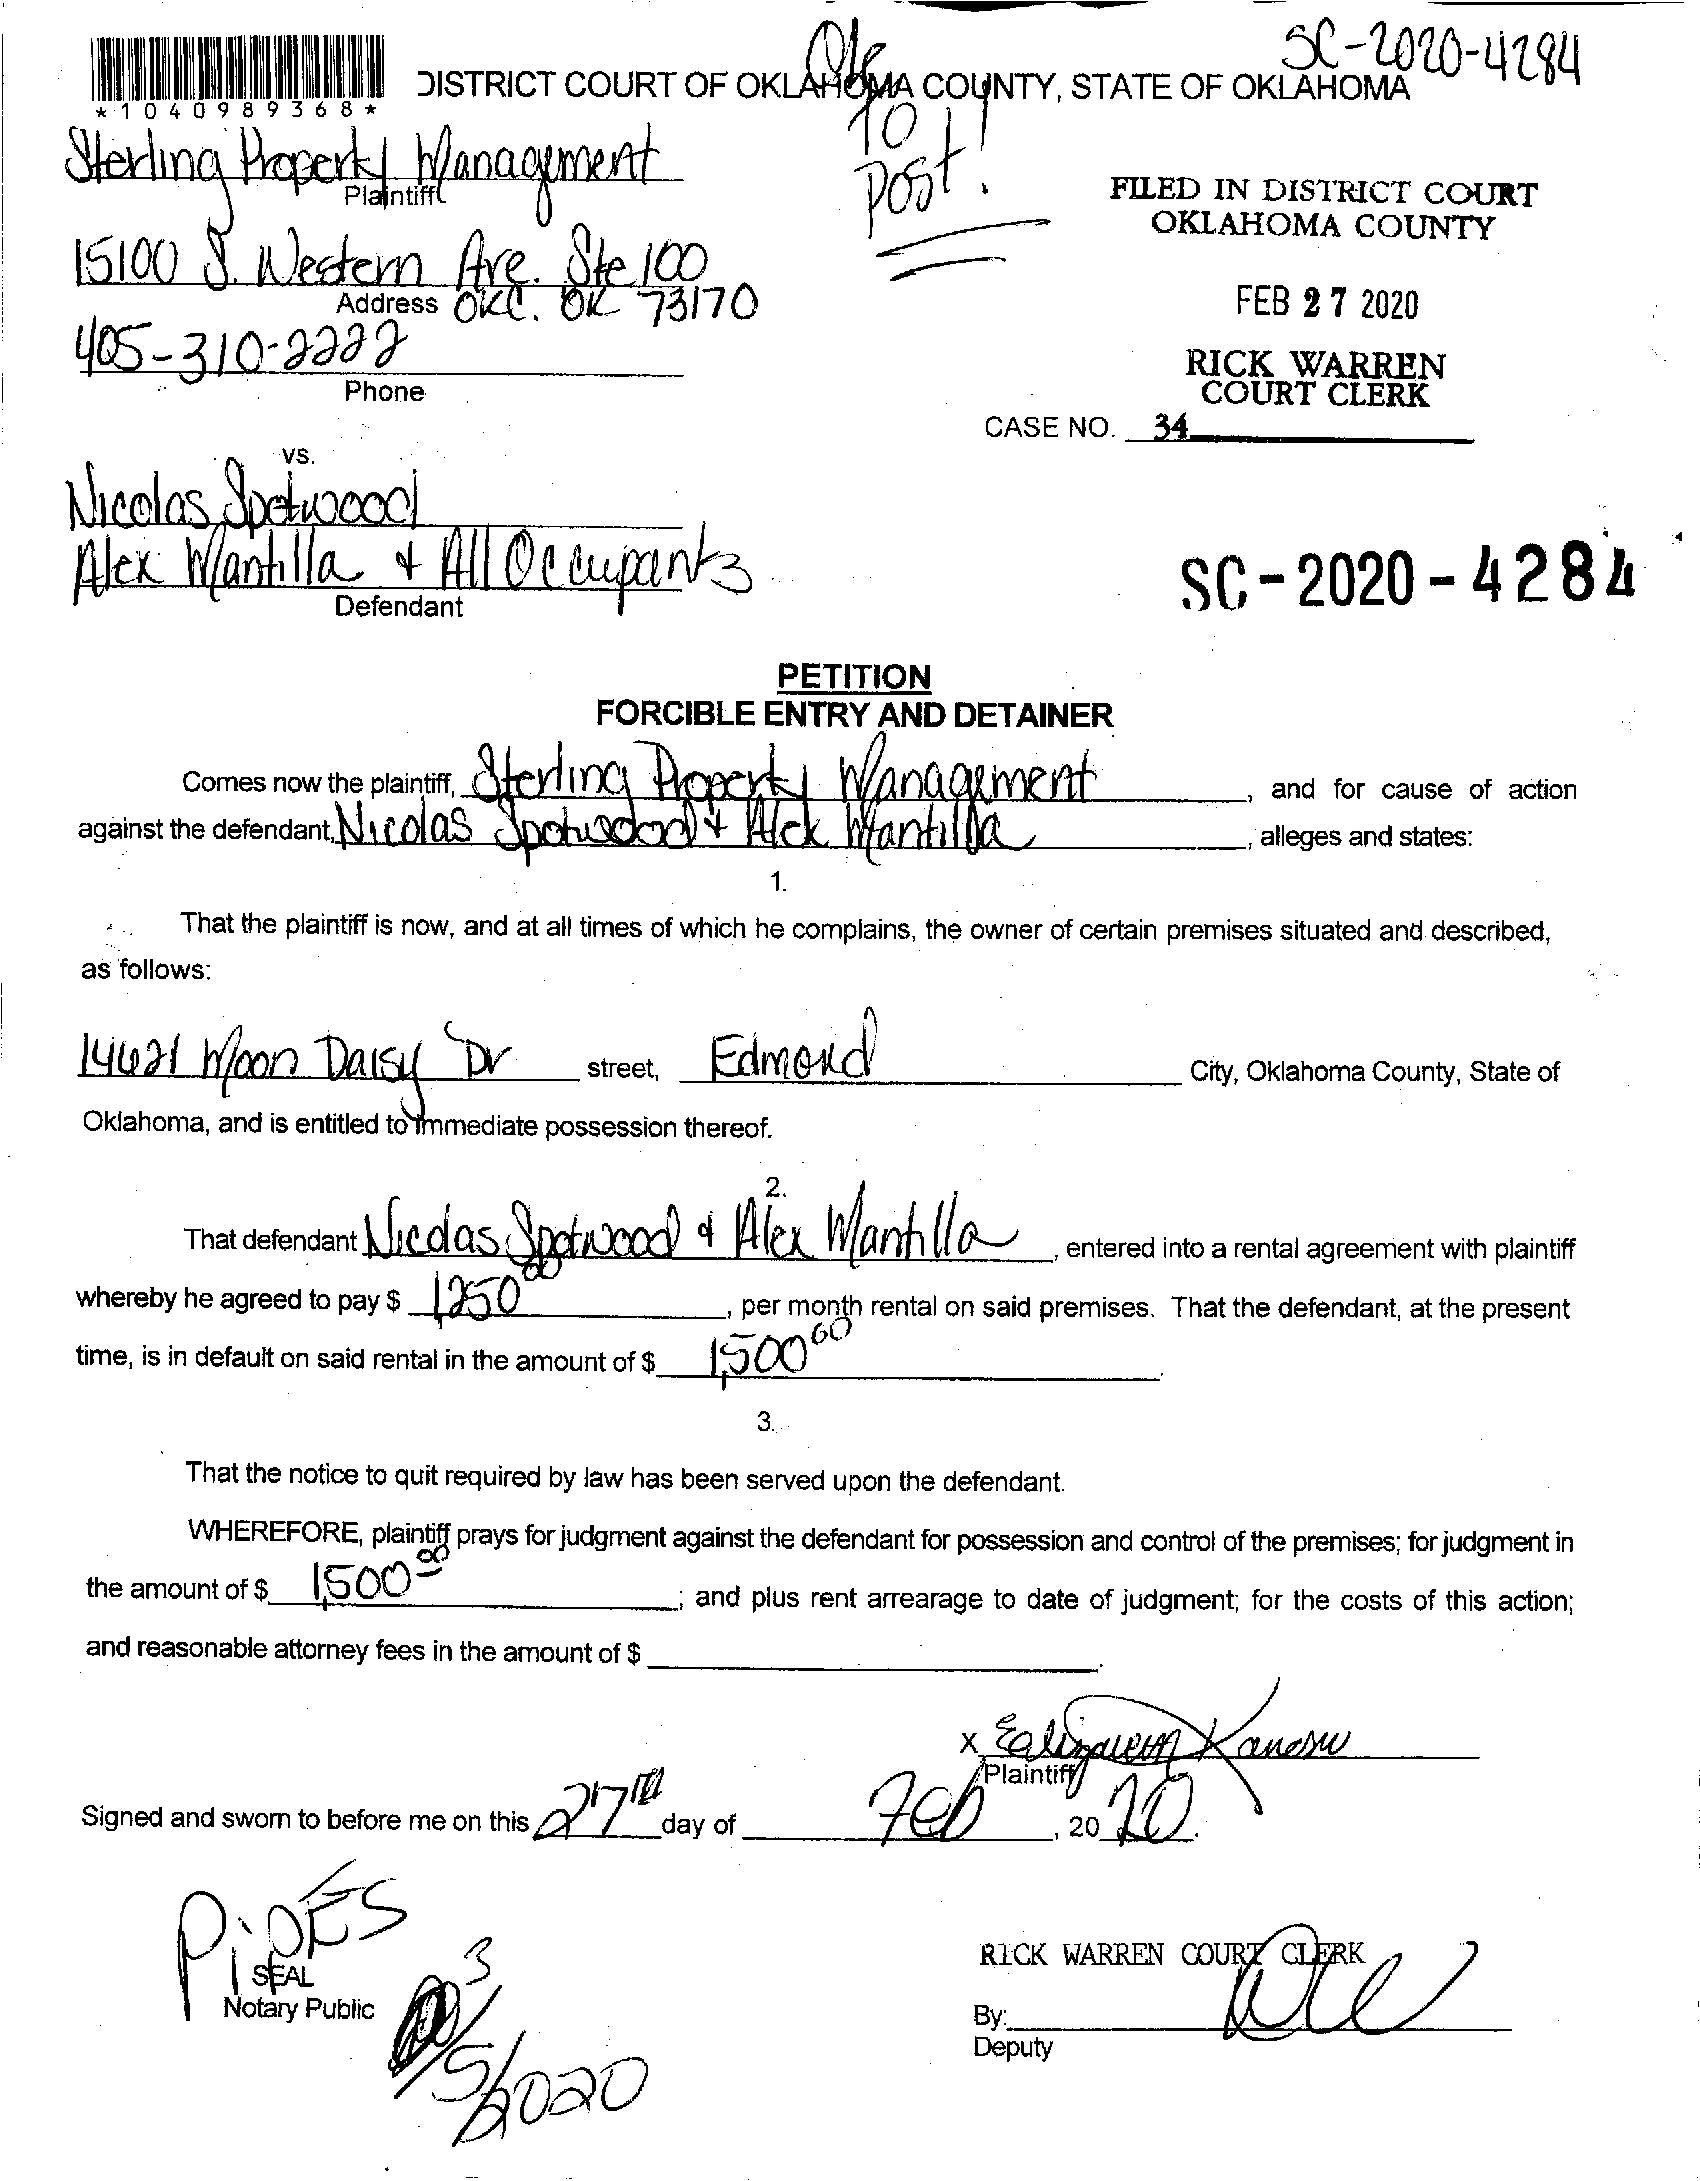 SC-2020-4284
DISTRICT COURT OF OKLAHOMA COUNTY, STATE OF OKLAHOMA
*1040989368*
Ok
to
Post!
Sterling Property Management
Plaintiff
15100 S. Western Ave. Ste 100
Address OKC. OK 73170
405-310-2222
Phone
FILED IN DISTRICT COURT
OKLAHOMA COUNTY
FEB 27 2020
RICK WARREN
COURT CLERK
CASE NO. 34
vs.
Nicolas Spotwood
Alex Mantilla + All Occupants
Defendant
SC-2020-4284
PETITION
FORCIBLE ENTRY AND DETAINER
Comes now the plaintiff, Sterling Property Management, and for cause of action
against the defendant, Nicolas Spotwood + Alex Mantilla, alleges and states:
1.
That the plaintiff is now, and at all times of which he complains, the owner of certain premises situated and described,
as follows:
14621 Moon Daisy Dr street, Edmond City, Oklahoma County, State of
Oklahoma, and is entitled to immediate possession thereof.
2.
That defendant Nicolas Spotwood + Alex Mantilla, entered into a rental agreement with plaintiff
whereby he agreed to pay $ 1250 00, per month rental on said premises. That the defendant, at the present
time, is in default on said rental in the amount of $ 1,500 00.
3.
That the notice to quit required by law has been served upon the defendant.
WHEREFORE, plaintiff prays for judgment against the defendant for possession and control of the premises; for judgment in
the amount of $ 1,500 00; and plus rent arrearage to date of judgment; for the costs of this action;
and reasonable attorney fees in the amount of $
X
Plaintiff
Signed and sworn to before me on this 27th day of Feb, 2020.
SEAL
Notary Public
3/5/2020
RICK WARREN COURT CLERK
By:
Deputy